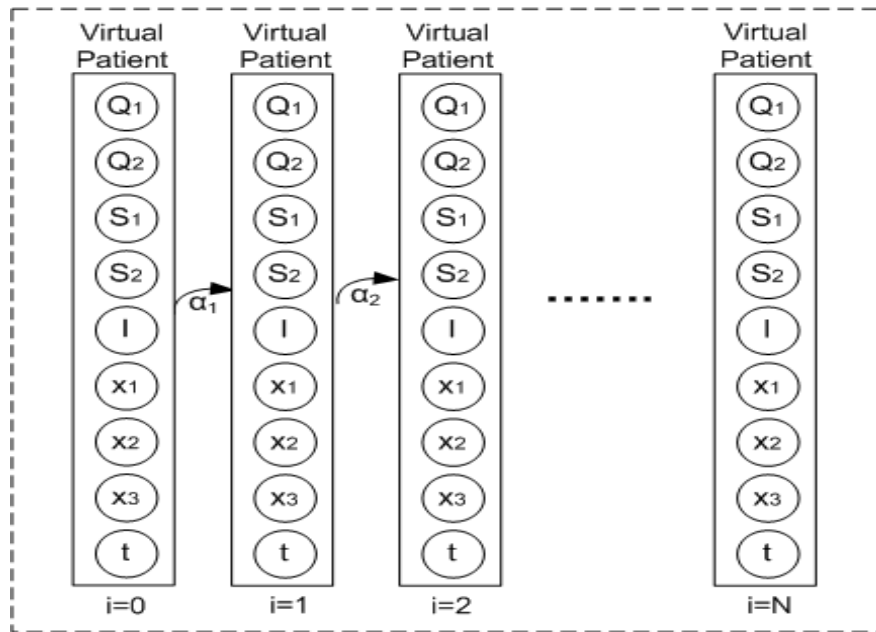 Virtual Patient Virtual Patient Virtual Patient Virtual Patient
Q1 Q1 Q1 Q1
Q2 Q2 Q2 Q2
S1 S1 S1 S1
S2 S2 S2 S2
α1 α2
I I I I
x1 x1 x1 x1
x2 x2 x2 x2
x3 x3 x3 x3
t t t t
i=0 i=1 i=2 i=N